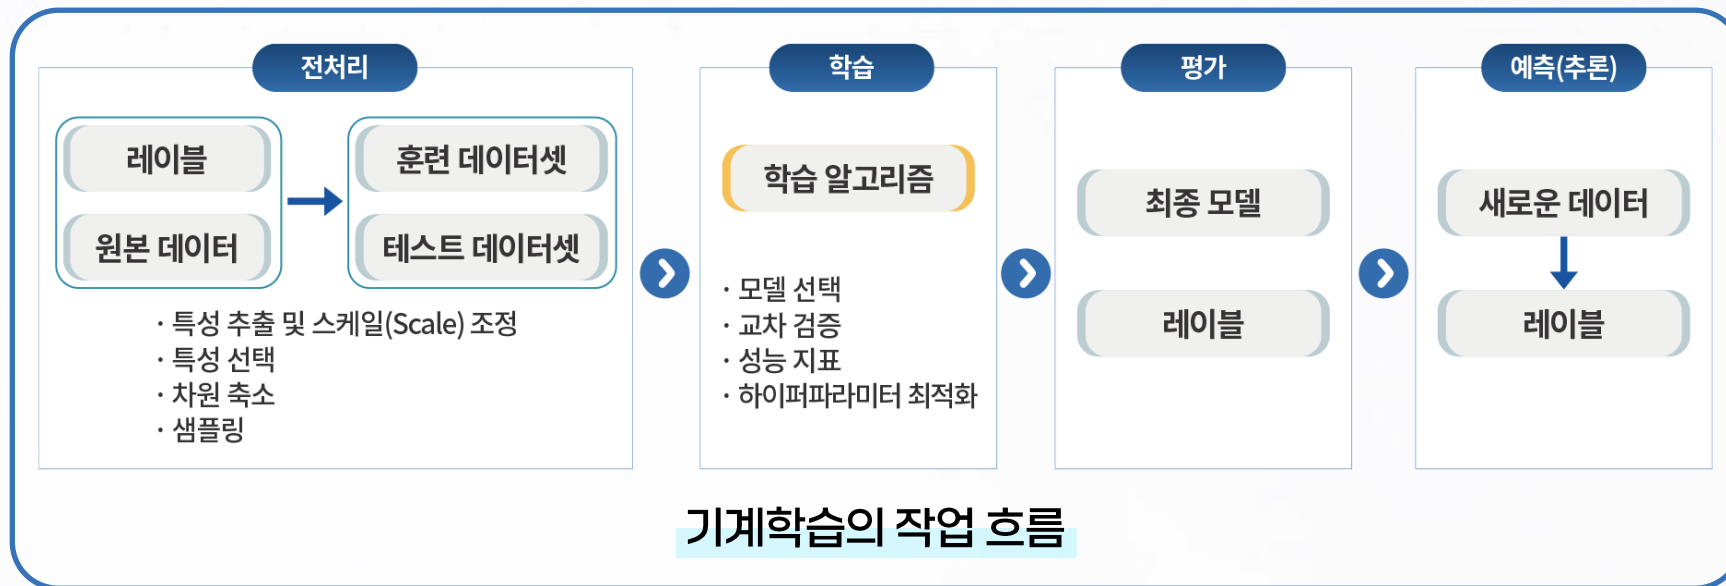 전처리
레이블
원본 데이터
훈련 데이터셋
테스트 데이터셋
· 특성 추출 및 스케일(Scale) 조정
· 특성 선택
· 차원 축소
· 샘플링
학습
학습 알고리즘
· 모델 선택
· 교차 검증
· 성능 지표
· 하이퍼파라미터 최적화
평가
최종 모델
레이블
예측(추론)
새로운 데이터
레이블
기계학습의 작업 흐름